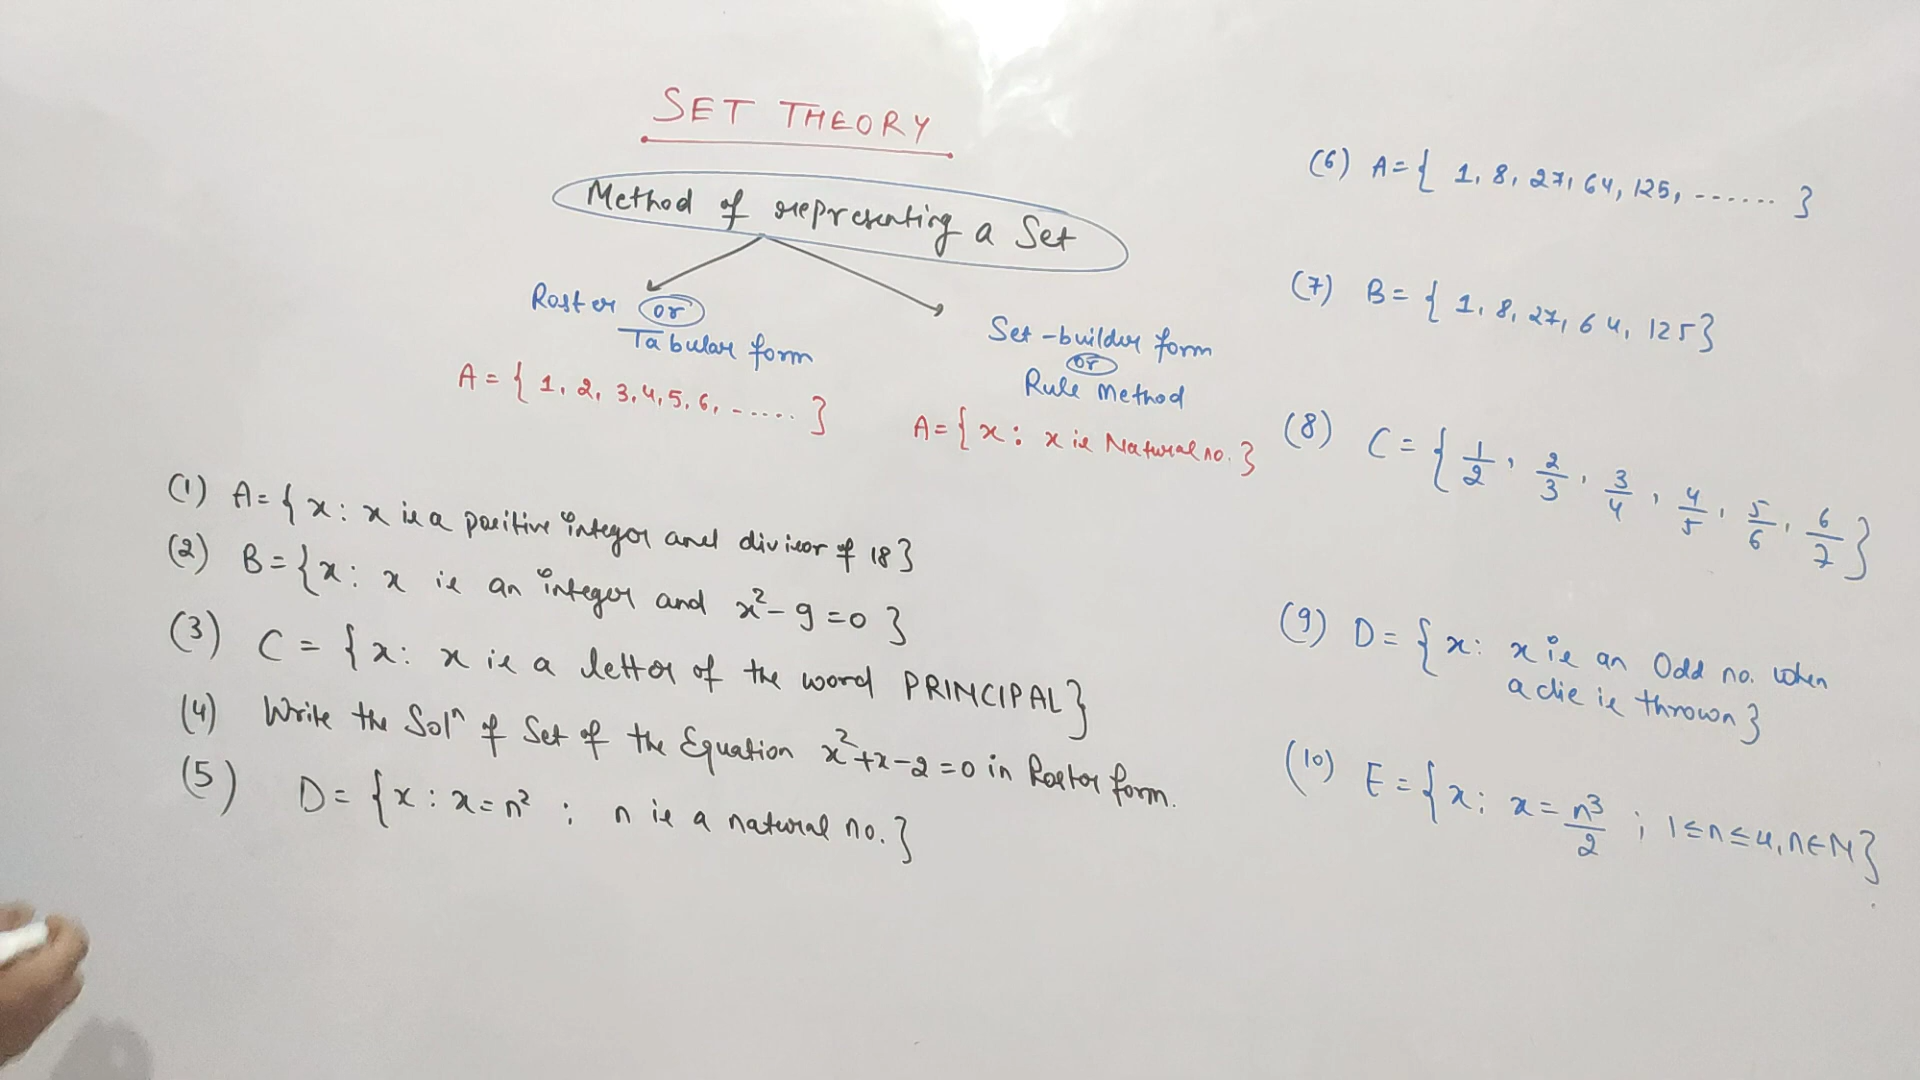 SET THEORY
Method of representing a Set
Roster or
Tabular form
A = { 1, 2, 3, 4, 5, 6, ------ }
Set-builder form
or
Rule Method
A = { x : x is Natural no. }
(1) A = { x : x is a positive integer and divisor of 18 }
(2) B = { x : x is an integer and x² - 9 = 0 }
(3) C = { x : x is a letter of the word PRINCIPAL }
(4) Write the Solⁿ of Set of the Equation x² + x - 2 = 0 in Roster form.
(5) D = { x : x = n² ; n is a natural no. }
(6) A = { 1, 8, 27, 64, 125, ------- }
(7) B = { 1, 8, 27, 64, 125 }
(8) C = { 1/2, 2/3, 3/4, 4/5, 5/6, 6/7 }
(9) D = { x : x is an Odd no. when
a die is thrown }
(10) E = { x : x = n³/2 ; 1 ≤ n ≤ 4, n ∈ N }